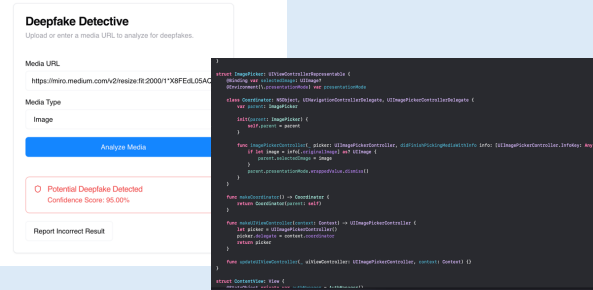 Deepfake Detective
Upload or enter a media URL to analyze for deepfakes.
Media URL
https://miro.medium.com/v2/resize:fit:2000/1*X8FEdL05AQ
Media Type
Image
Analyze Media
Potential Deepfake Detected
Confidence Score: 95.00%
Report Incorrect Result
}
struct ImagePicker: UIViewControllerRepresentable {
@Binding var selectedImage: UIImage?
@Environment(\.presentationMode) var presentationMode
class Coordinator: NSObject, UINavigationControllerDelegate, UIImagePickerControllerDelegate {
var parent: ImagePicker
init(parent: ImagePicker) {
self.parent = parent
}
func imagePickerController(_ picker: UIImagePickerController, didFinishPickingMediaWithInfo info: [UIImagePickerController.InfoKey: Any
if let image = info[.originalImage] as? UIImage {
parent.selectedImage = image
}
parent.presentationMode.wrappedValue.dismiss()
}
}
func makeCoordinator() -> Coordinator {
return Coordinator(parent: self)
}
func makeUIViewController(context: Context) -> UIImagePickerController {
let picker = UIImagePickerController()
picker.delegate = context.coordinator
return picker
}
func updateUIViewController(_ uiViewController: UIImagePickerController, context: Context) {}
}
struct ContentView: View {